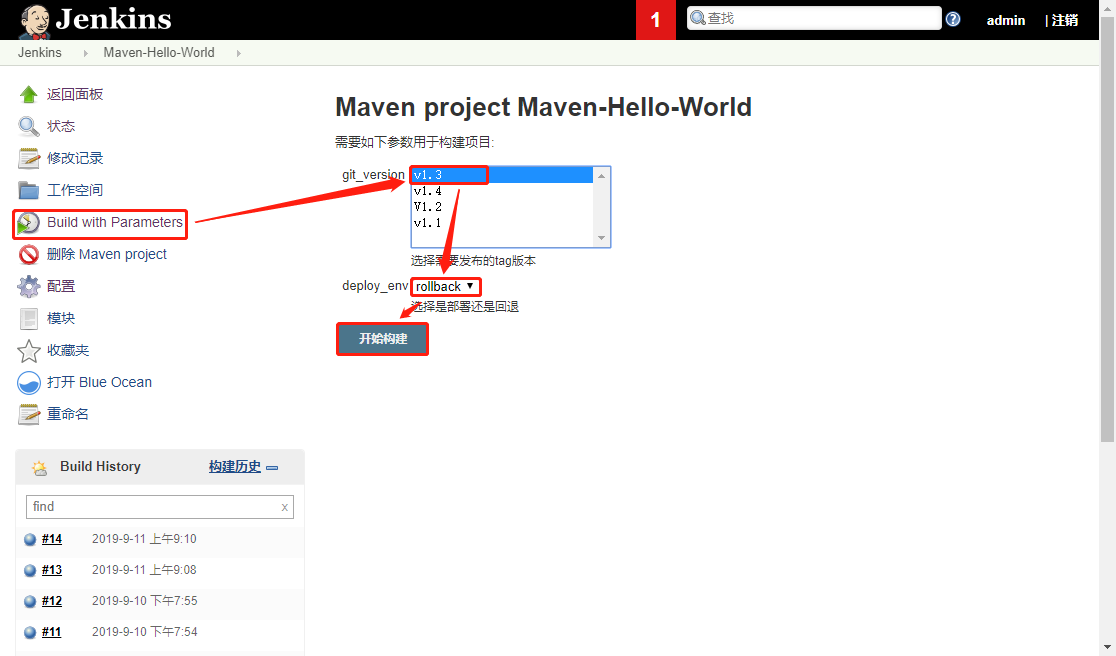 Jenkins
1
查找
?
admin
| 注销
Jenkins
Maven-Hello-World
返回面板
状态
修改记录
工作空间
Build with Parameters
删除 Maven project
配置
模块
收藏夹
打开 Blue Ocean
重命名
Build History
构建历史
find
x
#14 2019-9-11 上午9:10
#13 2019-9-11 上午9:08
#12 2019-9-10 下午7:55
#11 2019-9-10 下午7:54
Maven project Maven-Hello-World
需要如下参数用于构建项目:
git_version
v1.3
v1.4
V1.2
v1.1
选择需要发布的tag版本
deploy_env
rollback
选择是部署还是回退
开始构建